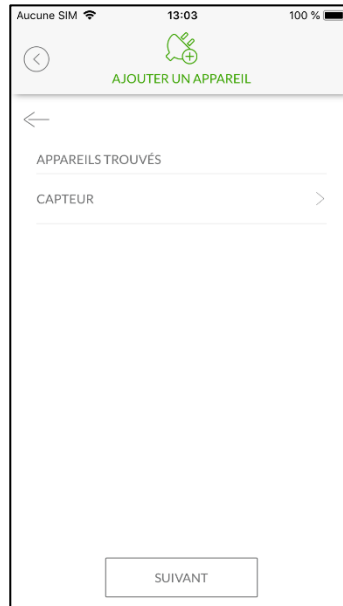 Aucune SIM 13:03 100 %
AJOUTER UN APPAREIL
APPAREILS TROUVÉS
CAPTEUR
SUIVANT